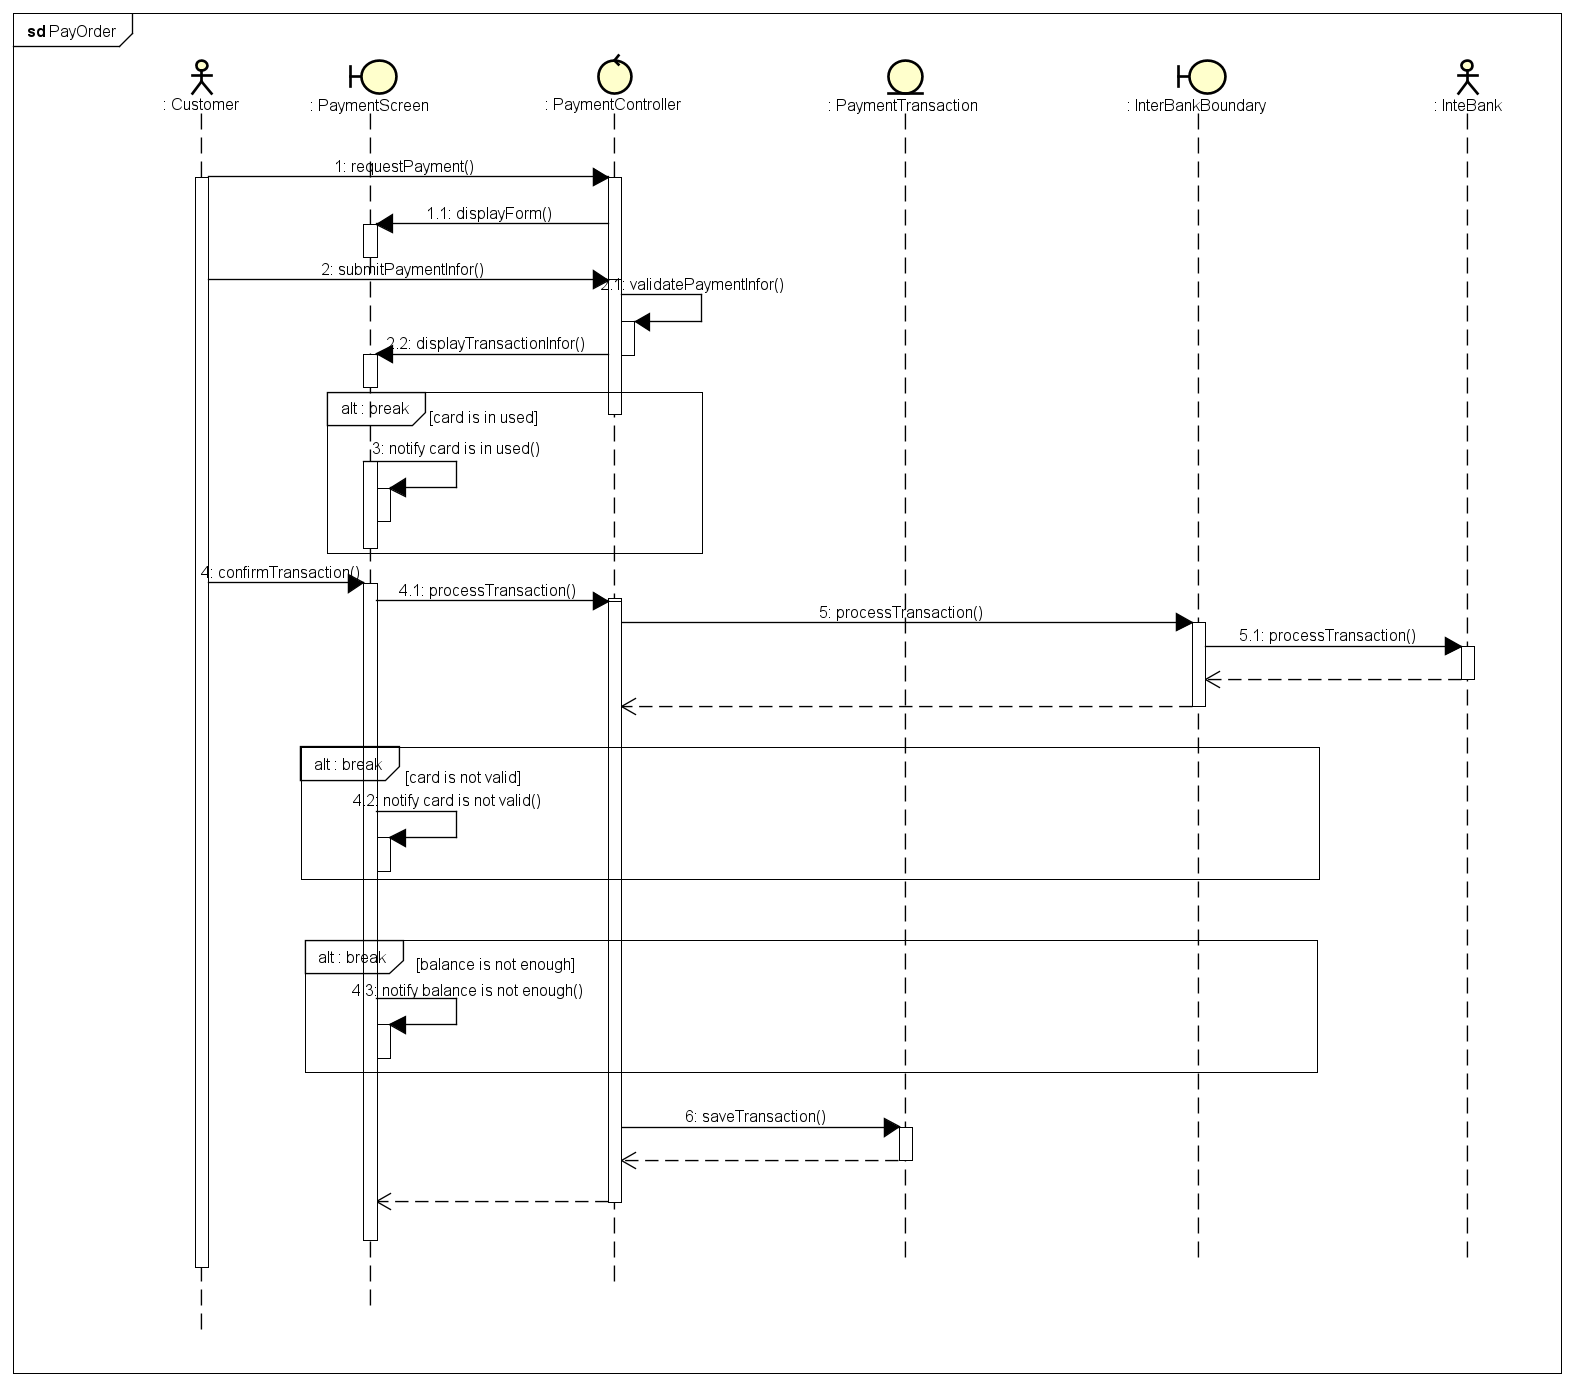 sd PayOrder
: Customer
: PaymentScreen
: PaymentController
: PaymentTransaction
: InterBankBoundary
: InteBank
1: requestPayment()
1.1: displayForm()
2: submitPaymentInfor()
2.1: validatePaymentInfor()
2.2: displayTransactionInfor()
alt : break
[card is in used]
3: notify card is in used()
4: confirmTransaction()
4.1: processTransaction()
5: processTransaction()
5.1: processTransaction()
alt : break
[card is not valid]
4.2: notify card is not valid()
alt : break
[balance is not enough]
4.3: notify balance is not enough()
6: saveTransaction()